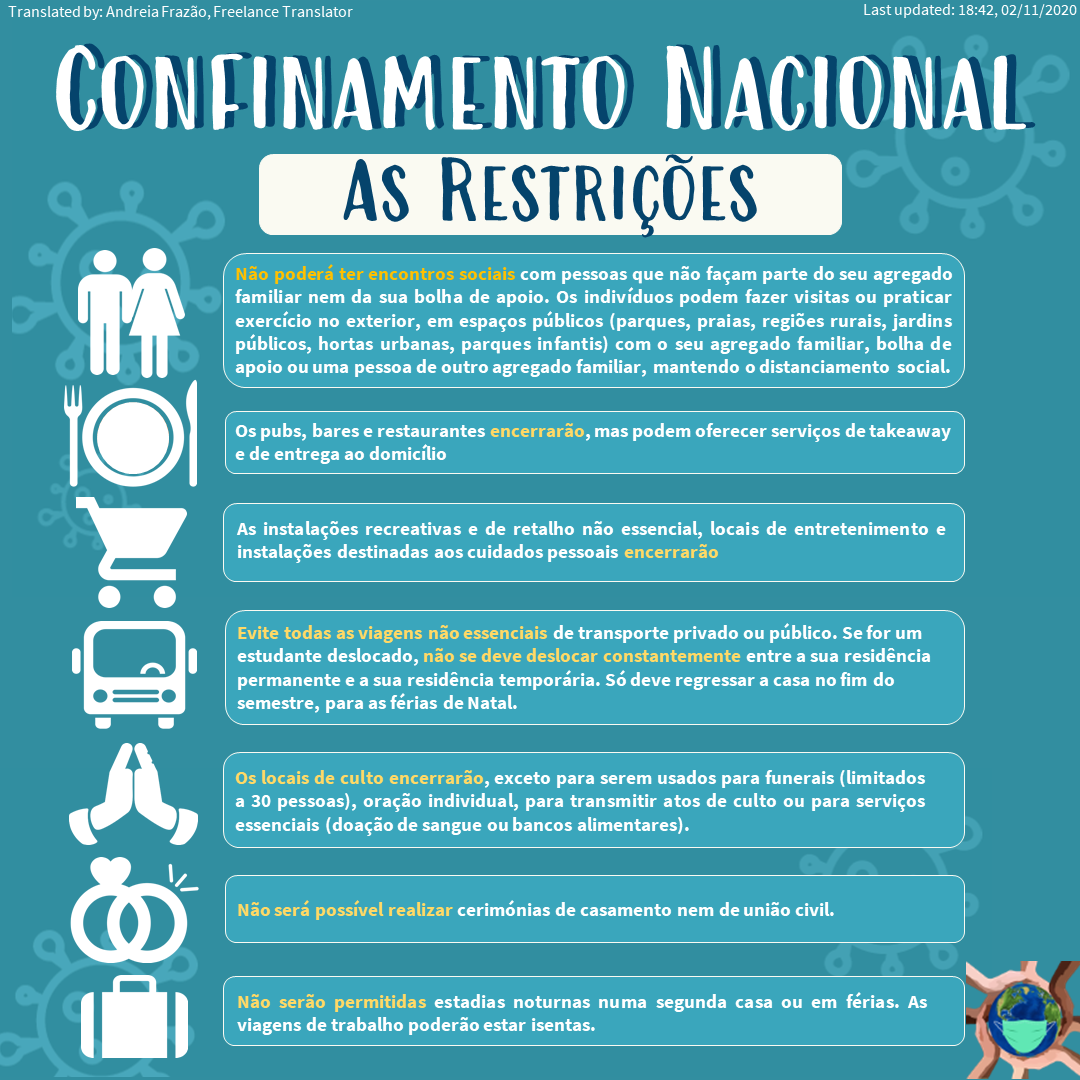 Translated by: Andreia Frazão, Freelance Translator
Last updated: 18:42, 02/11/2020
Confinamento Nacional
As Restrições
Não poderá ter encontros sociais com pessoas que não façam parte do seu agregado
familiar nem da sua bolha de apoio. Os indivíduos podem fazer visitas ou praticar
exercício no exterior, em espaços públicos (parques, praias, regiões rurais, jardins
públicos, hortas urbanas, parques infantis) com o seu agregado familiar, bolha de
apoio ou uma pessoa de outro agregado familiar, mantendo o distanciamento social.
Os pubs, bares e restaurantes encerrarão, mas podem oferecer serviços de takeaway
e de entrega ao domicílio
As instalações recreativas e de retalho não essencial, locais de entretenimento e
instalações destinadas aos cuidados pessoais encerrarão
Evite todas as viagens não essenciais de transporte privado ou público. Se for um
estudante deslocado, não se deve deslocar constantemente entre a sua residência
permanente e a sua residência temporária. Só deve regressar a casa no fim do
semestre, para as férias de Natal.
Os locais de culto encerrarão, exceto para serem usados para funerais (limitados
a 30 pessoas), oração individual, para transmitir atos de culto ou para serviços
essenciais (doação de sangue ou bancos alimentares).
Não será possível realizar cerimónias de casamento nem de união civil.
Não serão permitidas estadias noturnas numa segunda casa ou em férias. As
viagens de trabalho poderão estar isentas.